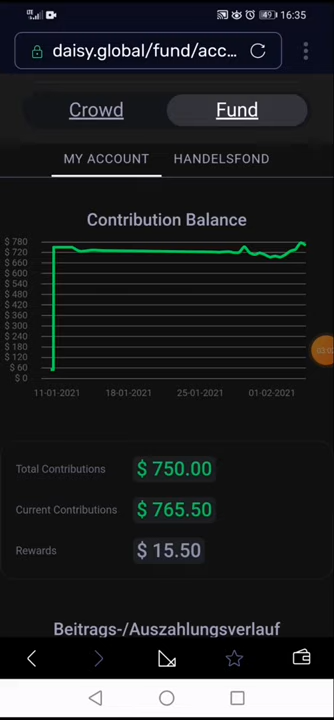 LTE 49 16:35
daisy.global/fund/acc...
Crowd Fund
MY ACCOUNT HANDELSFOND
Contribution Balance
$ 780
$ 720
$ 660
$ 600
$ 540
$ 480
$ 420
$ 360
$ 300
$ 240
$ 180
$ 120
$ 60
$ 0
11-01-2021 18-01-2021 25-01-2021 01-02-2021
Total Contributions $ 750.00
Current Contributions $ 765.50
Rewards $ 15.50
Beitrags-/Auszahlungsverlauf